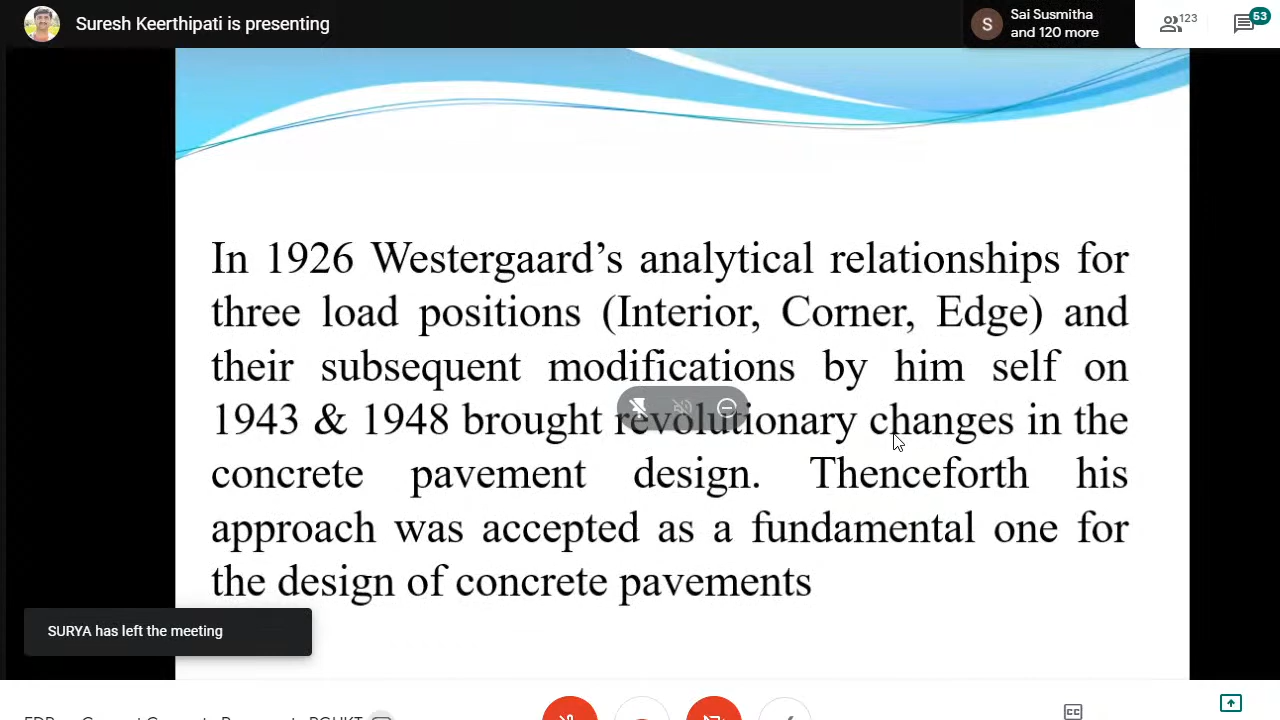 Suresh Keerthipati is presenting
S
Sai Susmitha
and 120 more
123
53
In 1926 Westergaard’s analytical relationships for
three load positions (Interior, Corner, Edge) and
their subsequent modifications by him self on
1943 & 1948 brought revolutionary changes in the
concrete pavement design. Thenceforth his
approach was accepted as a fundamental one for
the design of concrete pavements
SURYA has left the meeting
CC